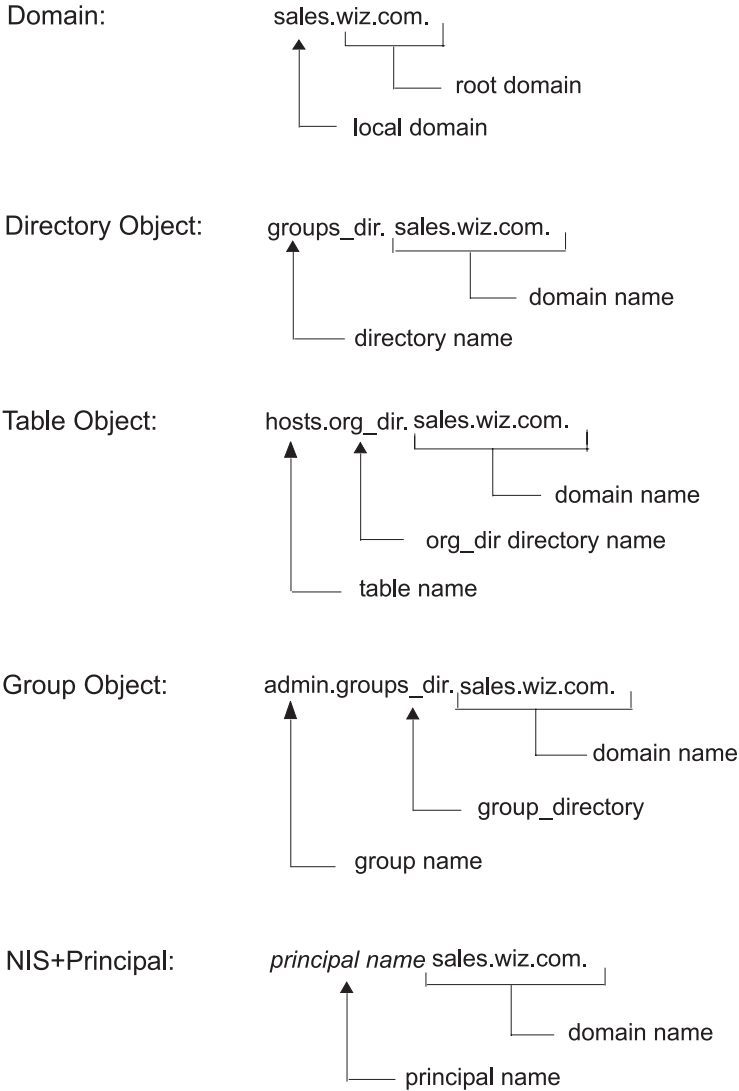 Domain: sales.wiz.com.
root domain
local domain
Directory Object: groups_dir. sales.wiz.com.
domain name
directory name
Table Object: hosts.org_dir. sales.wiz.com.
domain name
org_dir directory name
table name
Group Object: admin.groups_dir. sales.wiz.com.
domain name
group_directory
group name
NIS+Principal: principal name sales.wiz.com.
domain name
principal name